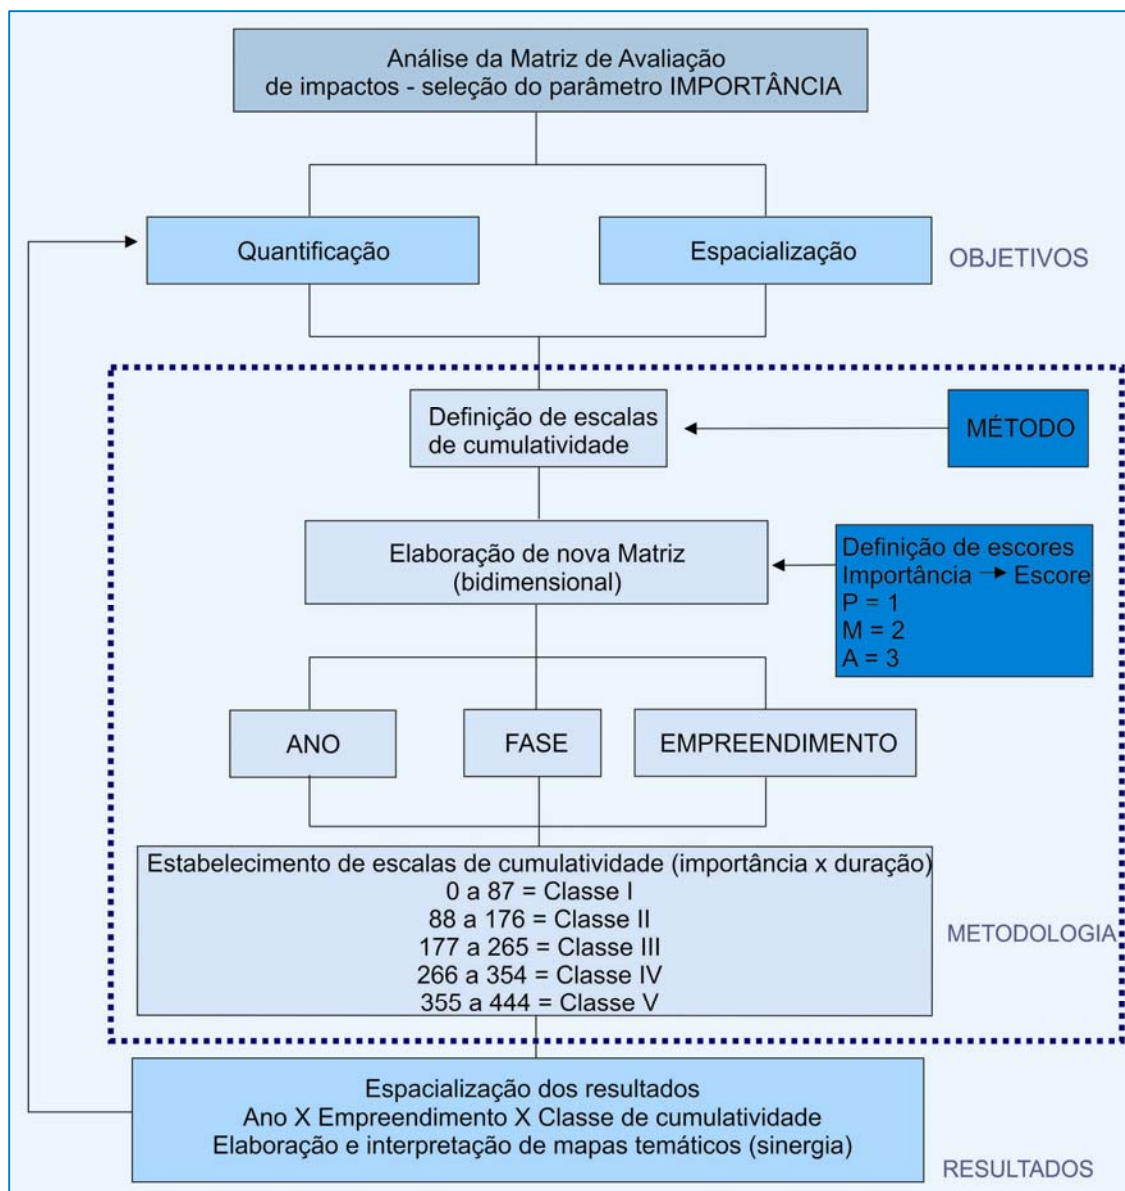 Análise da Matriz de Avaliação
de impactos - seleção do parâmetro IMPORTÂNCIA
Quantificação
Espacialização
OBJETIVOS
Definição de escalas
de cumulatividade
MÉTODO
Elaboração de nova Matriz
(bidimensional)
Definição de escores
Importância → Escore
P = 1
M = 2
A = 3
ANO
FASE
EMPREENDIMENTO
Estabelecimento de escalas de cumulatividade (importância x duração)
0 a 87 = Classe I
88 a 176 = Classe II
177 a 265 = Classe III
266 a 354 = Classe IV
355 a 444 = Classe V
METODOLOGIA
Espacialização dos resultados
Ano X Empreendimento X Classe de cumulatividade
Elaboração e interpretação de mapas temáticos (sinergia)
RESULTADOS